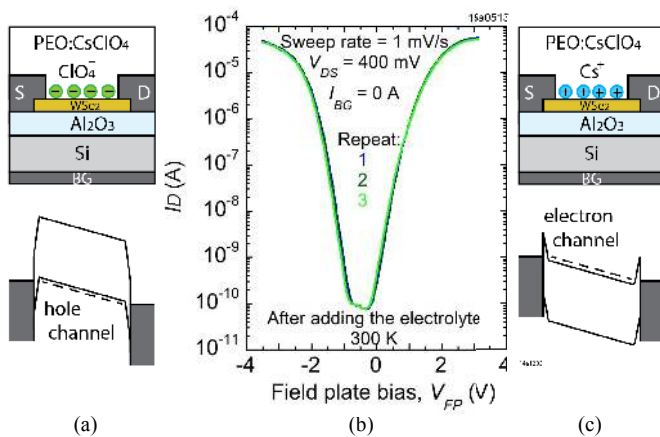 PEO:CsClO4
ClO4−
S
D
WSe2
Al2O3
Si
BG
hole
channel
(a)
15a0513
Sweep rate = 1 mV/s
VDS = 400 mV
IBG = 0 A
Repeat:
1
2
3
After adding the electrolyte
300 K
ID (A)
10-4
10-5
10-6
10-7
10-8
10-9
10-10
10-11
-4
-2
0
2
4
Field plate bias, VFP (V)
(b)
PEO:CsClO4
Cs+
S
D
WSe2
Al2O3
Si
BG
electron
channel
(c)